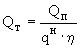 Qт = Qп / qн · η